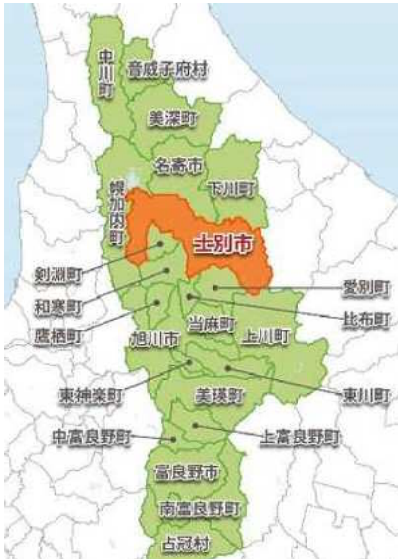 中川町
音威子府村
美深町
名寄市
下川町
幌加内町
士別市
剣淵町
愛別町
和寒町
比布町
鷹栖町
当麻町
旭川市
上川町
東神楽町
美瑛町
東川町
中富良野町
上富良野町
富良野市
南富良野町
占冠村